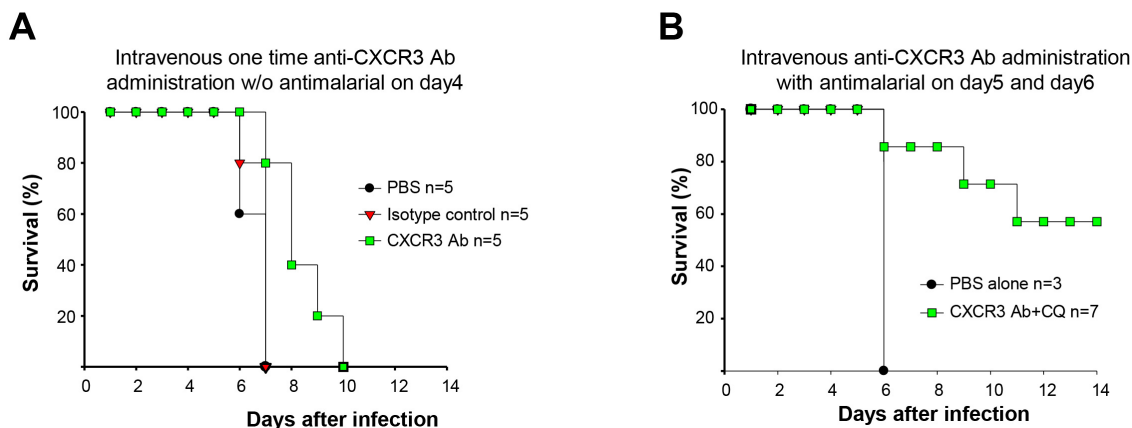 A
Intravenous one time anti-CXCR3 Ab
administration w/o antimalarial on day4
Survival (%)
100
80
60
40
20
0 2 4 6 8 10 12 14
Days after infection
PBS n=5
Isotype control n=5
CXCR3 Ab n=5
B
Intravenous anti-CXCR3 Ab administration
with antimalarial on day5 and day6
Survival (%)
100
80
60
40
20
0 2 4 6 8 10 12 14
Days after infection
PBS alone n=3
CXCR3 Ab+CQ n=7